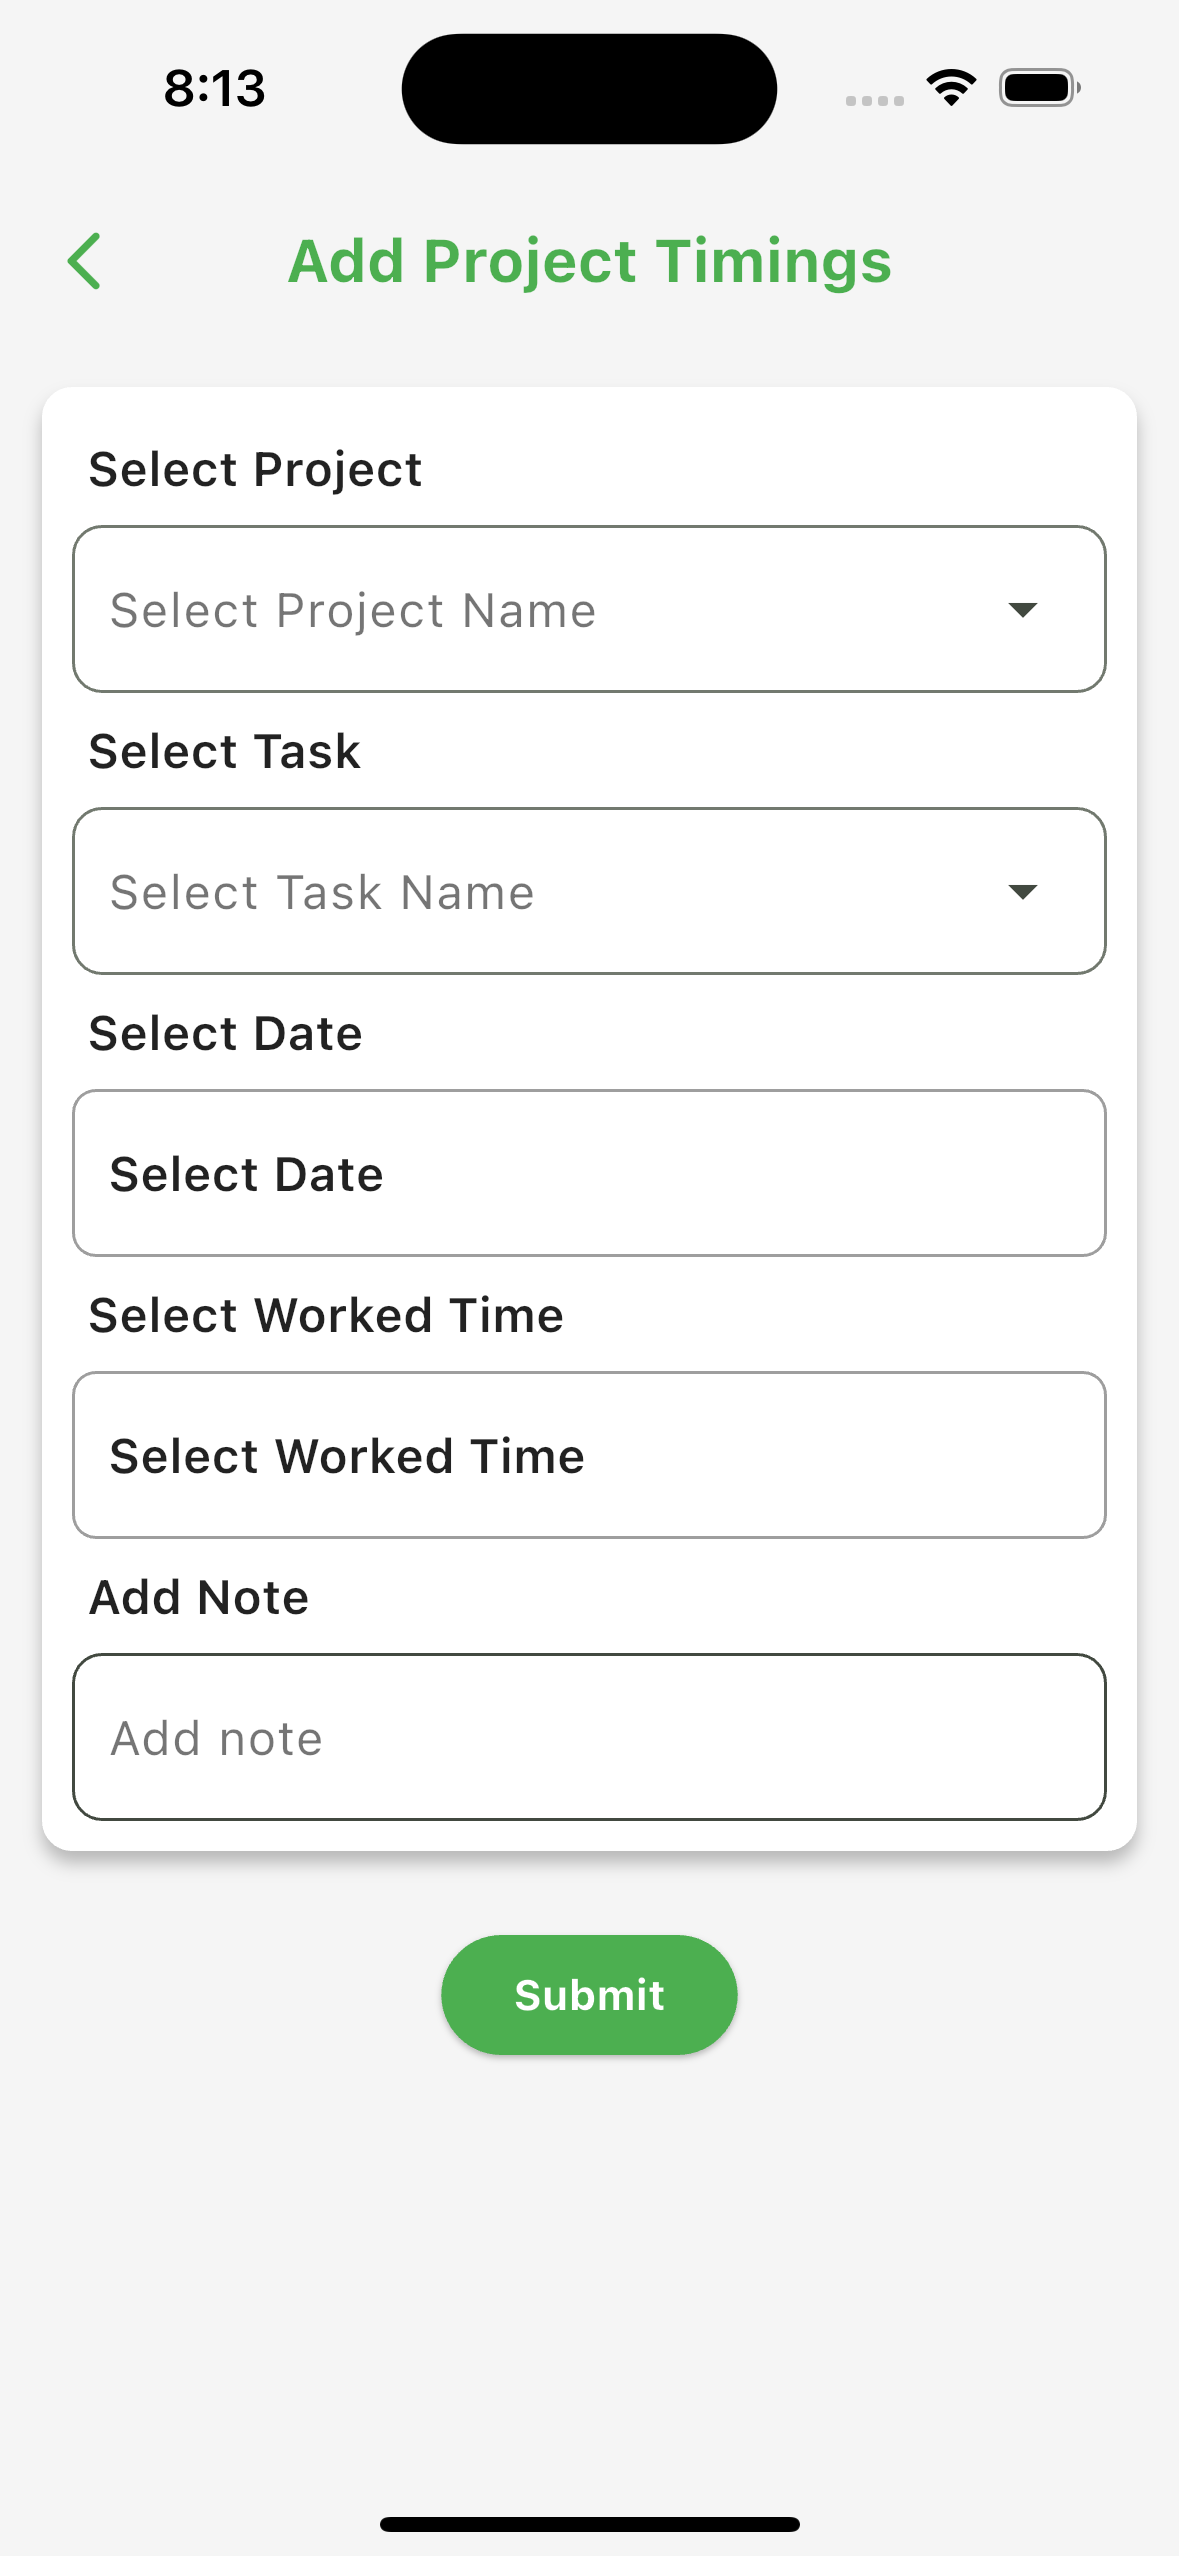 8:13
Add Project Timings
Select Project
Select Project Name
Select Task
Select Task Name
Select Date
Select Date
Select Worked Time
Select Worked Time
Add Note
Add note
Submit